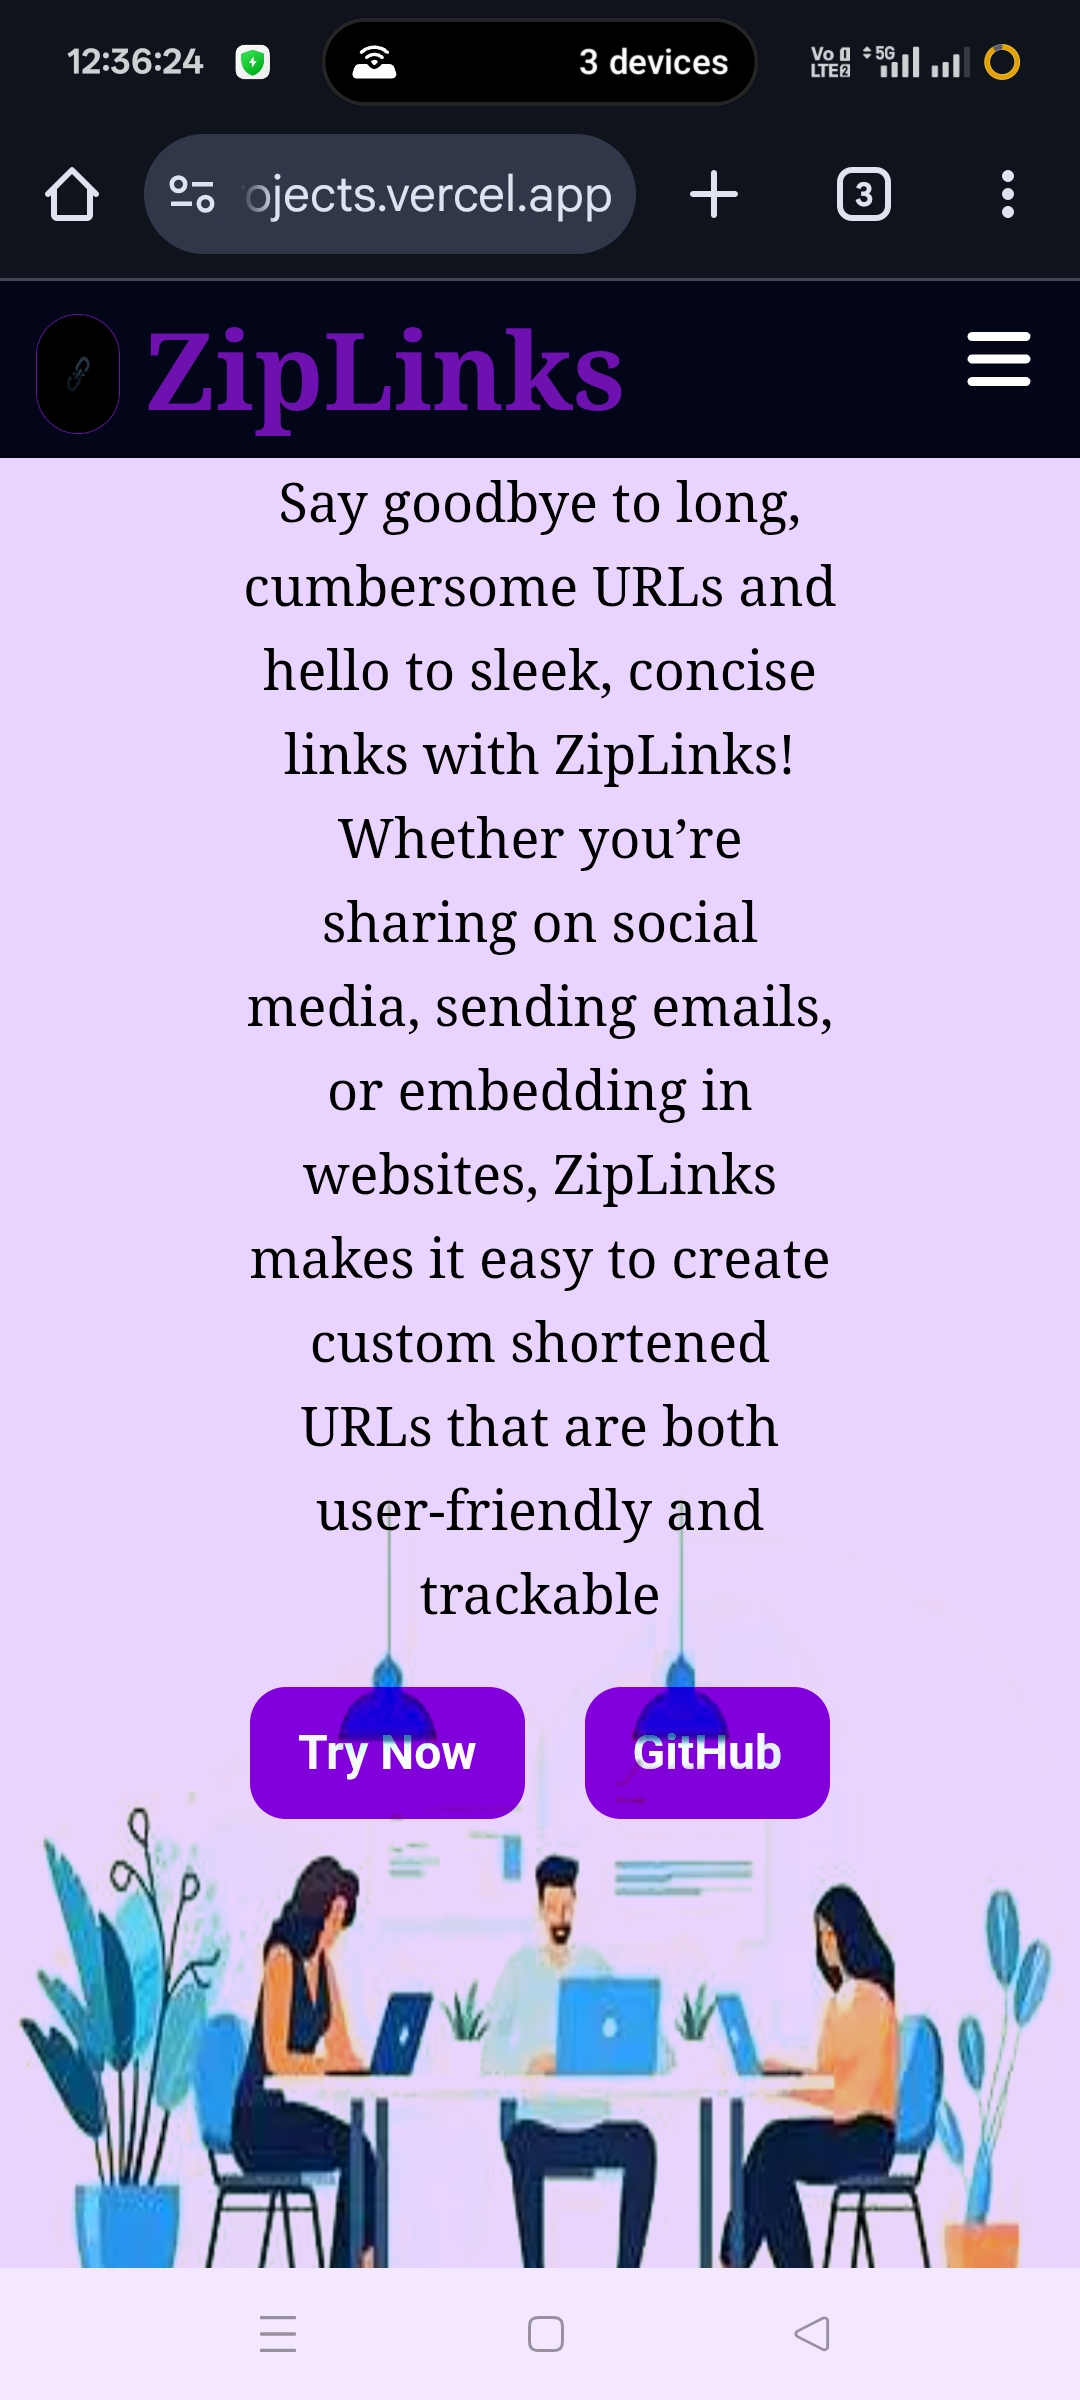 12:36:24
3 devices
Vo 1
LTE2
5G
ojects.vercel.app
3
ZipLinks
Say goodbye to long,
cumbersome URLs and
hello to sleek, concise
links with ZipLinks!
Whether you’re
sharing on social
media, sending emails,
or embedding in
websites, ZipLinks
makes it easy to create
custom shortened
URLs that are both
user-friendly and
trackable
Try Now
GitHub